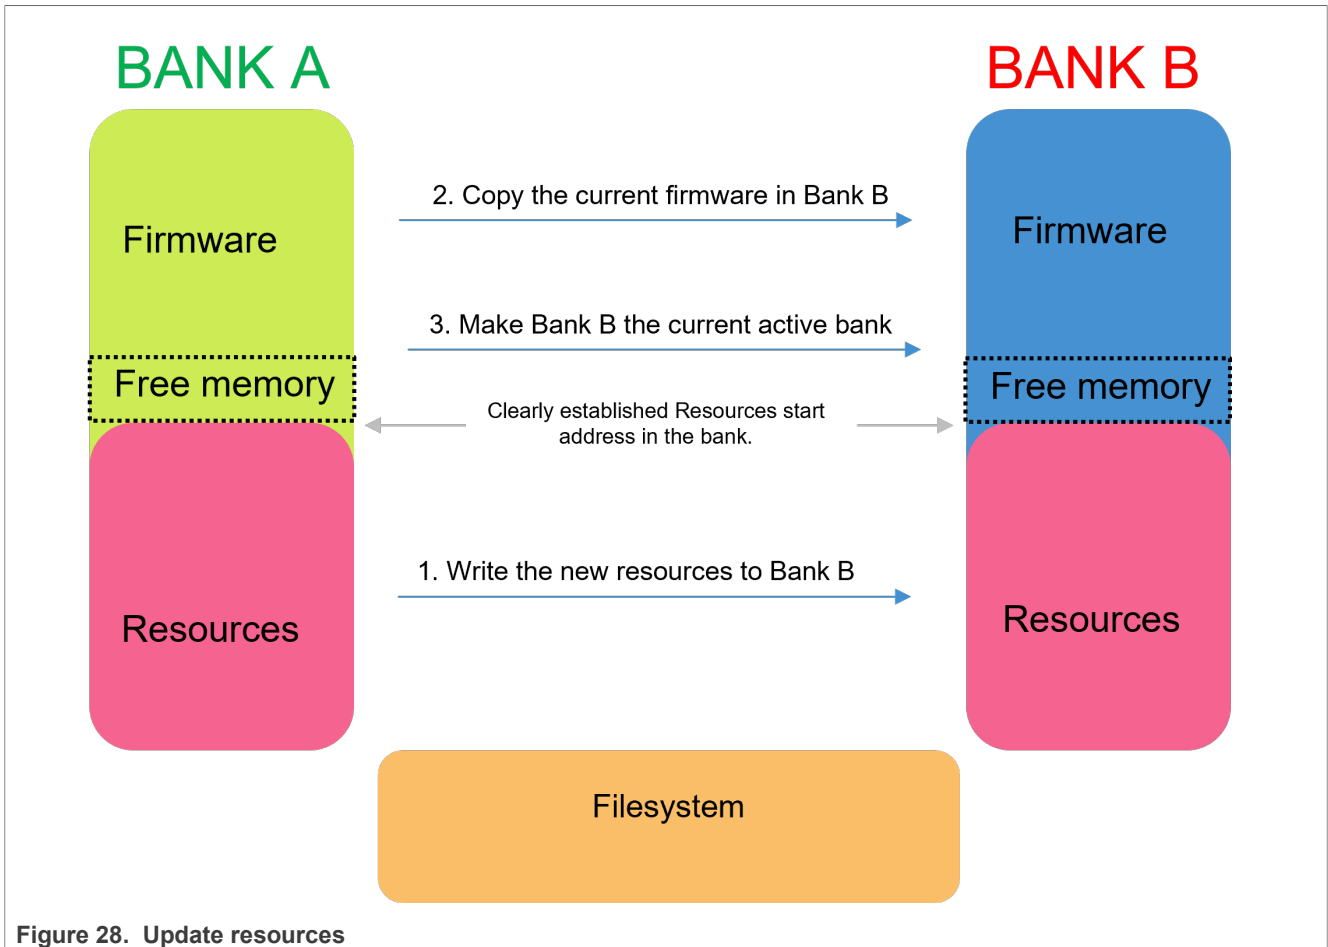 BANK A
BANK B
2. Copy the current firmware in Bank B
Firmware
Firmware
3. Make Bank B the current active bank
Free memory
Free memory
Clearly established Resources start
address in the bank.
1. Write the new resources to Bank B
Resources
Resources
Filesystem
Figure 28. Update resources